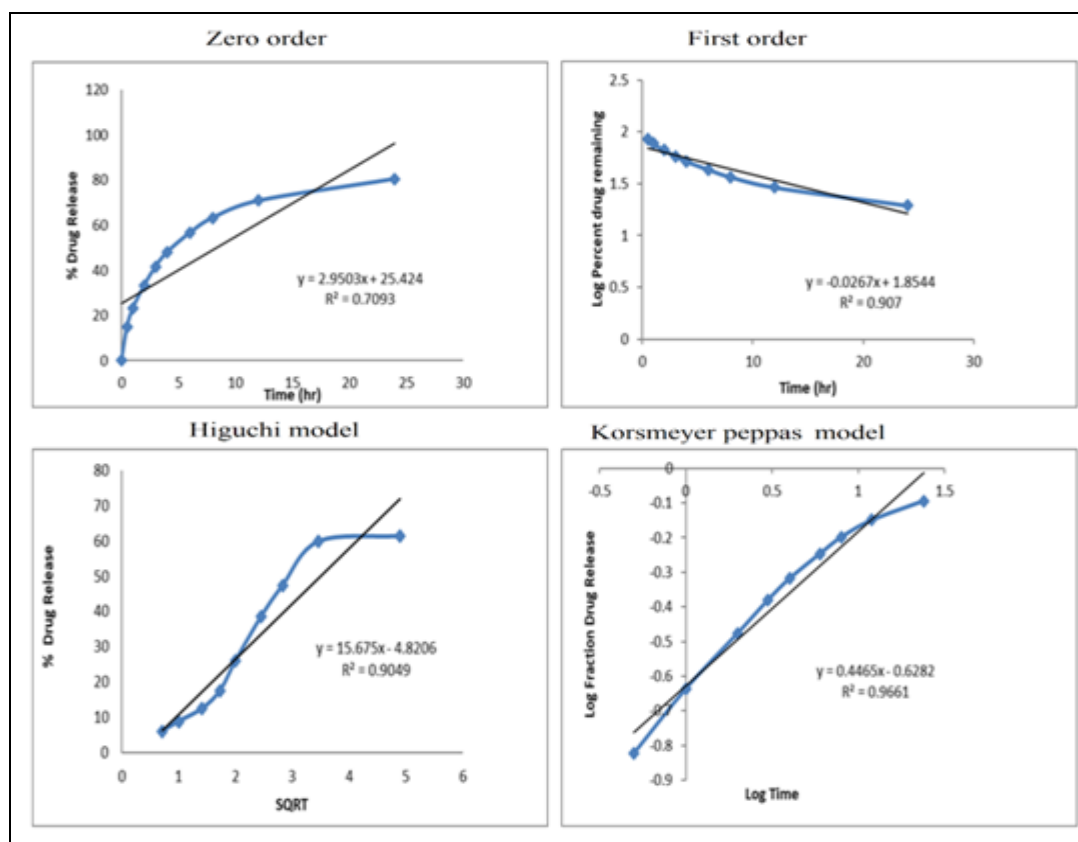 Zero order
120
100
80
60
40
20
0
% Drug Release
y = 2.9503x + 25.424
R² = 0.7093
0 5 10 15 20 25 30
Time (hr)
First order
2.5
2
1.5
1
0.5
0
Log Percent drug remaining
y = -0.0267x + 1.8544
R² = 0.907
0 10 20 30
Time (hr)
Higuchi model
80
70
60
50
40
30
20
10
0
% Drug Release
y = 15.675x - 4.8206
R² = 0.9049
0 1 2 3 4 5 6
SQRT
Korsmeyer peppas model
0
-0.5 0 0.5 1 1.5
-0.1
-0.2
-0.3
-0.4
-0.5
-0.6
-0.7
-0.8
-0.9
Log Fraction Drug Release
y = 0.4465x - 0.6282
R² = 0.9661
Log Time